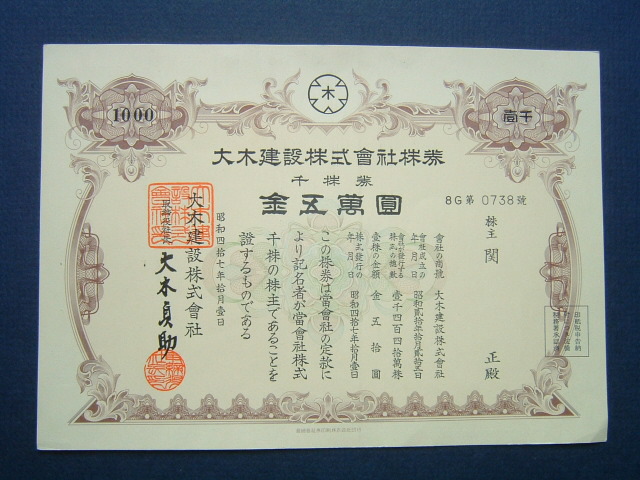 1000
木
壹千
大木建設株式會社株券
千株券
金五萬圓
8G第 0738 號
株主 関 正殿
會社の商號 大木建設株式會社
會社成立の年月日 昭和貳拾年拾月貳拾五日
會社が發行する株式の總數 壹千四百四拾萬株
壹株の金額 金五拾圓
株式發行の年月日 昭和四拾七年拾月壹日
この株券は當會社の定款に
より記名者が當會社株式
千株の株主であることを
證するものである
昭和四拾七年拾月壹日
大木建設株式會社
取締役社長 大木貞助